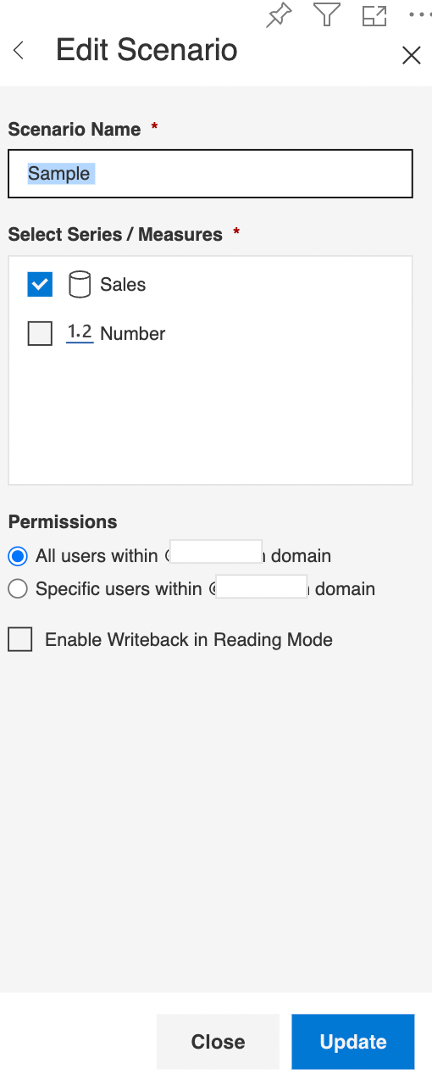 Edit Scenario
Scenario Name *
Sample
Select Series / Measures *
Sales
1.2 Number
Permissions
All users within domain
Specific users within domain
Enable Writeback in Reading Mode
Close Update